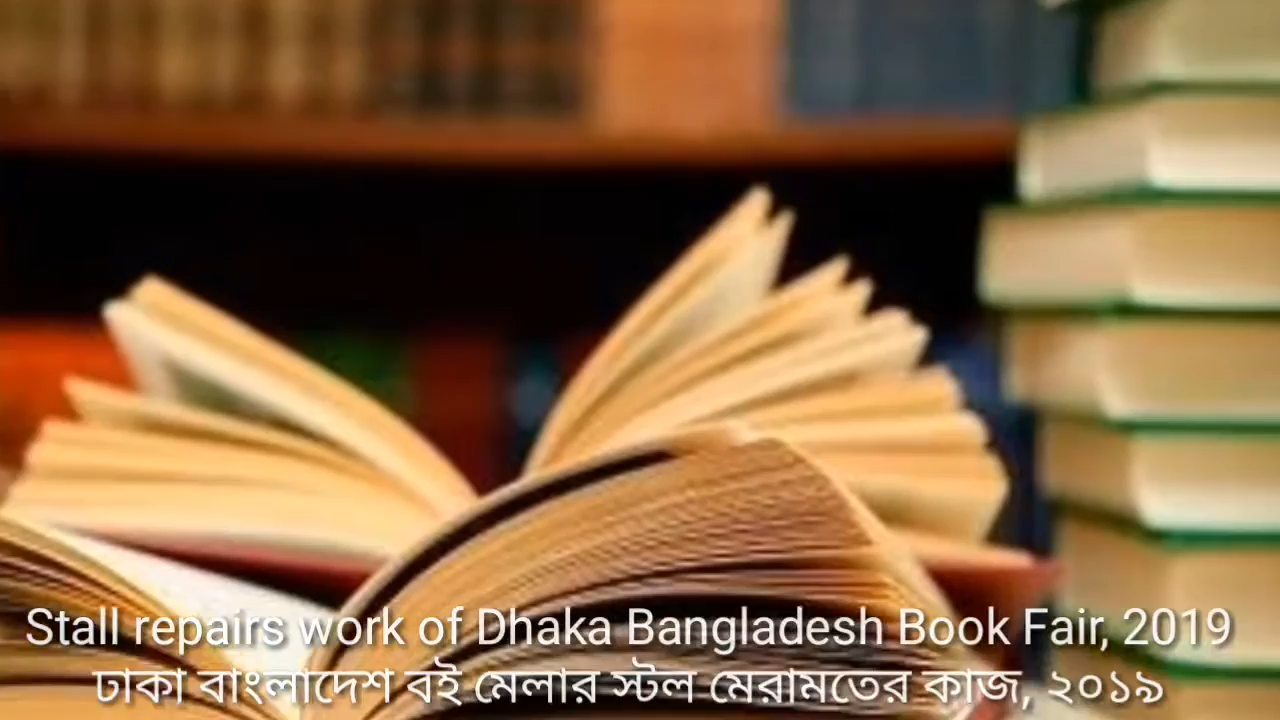 Stall repairs work of Dhaka Bangladesh Book Fair, 2019
ঢাকা বাংলাদেশ বই মেলার স্টল মেরামতের কাজ, ২০১৯